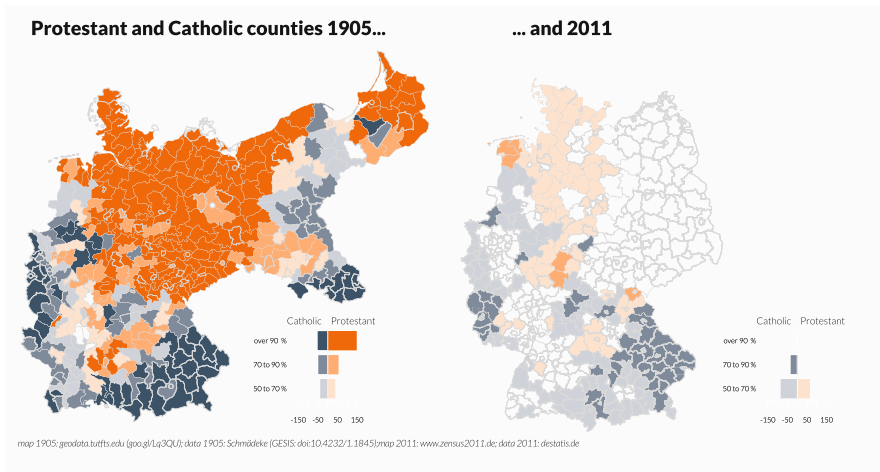 Protestant and Catholic counties 1905...
... and 2011
Catholic Protestant
over 90 %
70 to 90 %
50 to 70 %
-150 -50 50 150
Catholic Protestant
over 90 %
70 to 90 %
50 to 70 %
-150 -50 50 150
map 1905: geodata.tuffts.edu (goo.gl/Lq3QU); data 1905: Schmädeke (GESIS: doi:10.4232/1.1845);map 2011: www.zensus2011.de; data 2011: destatis.de